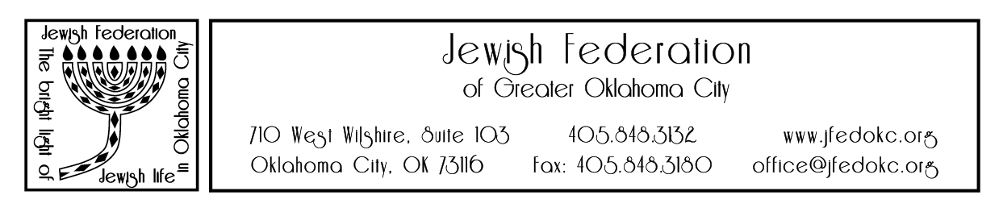 Jewish Federation
The bright light of
Jewish life
in Oklahoma City
Jewish Federation
of Greater Oklahoma City
710 West Wilshire, Suite 103
405.848.3132
www.jfedokc.org
Oklahoma City, OK 73116
Fax: 405.848.3180
office@jfedokc.org